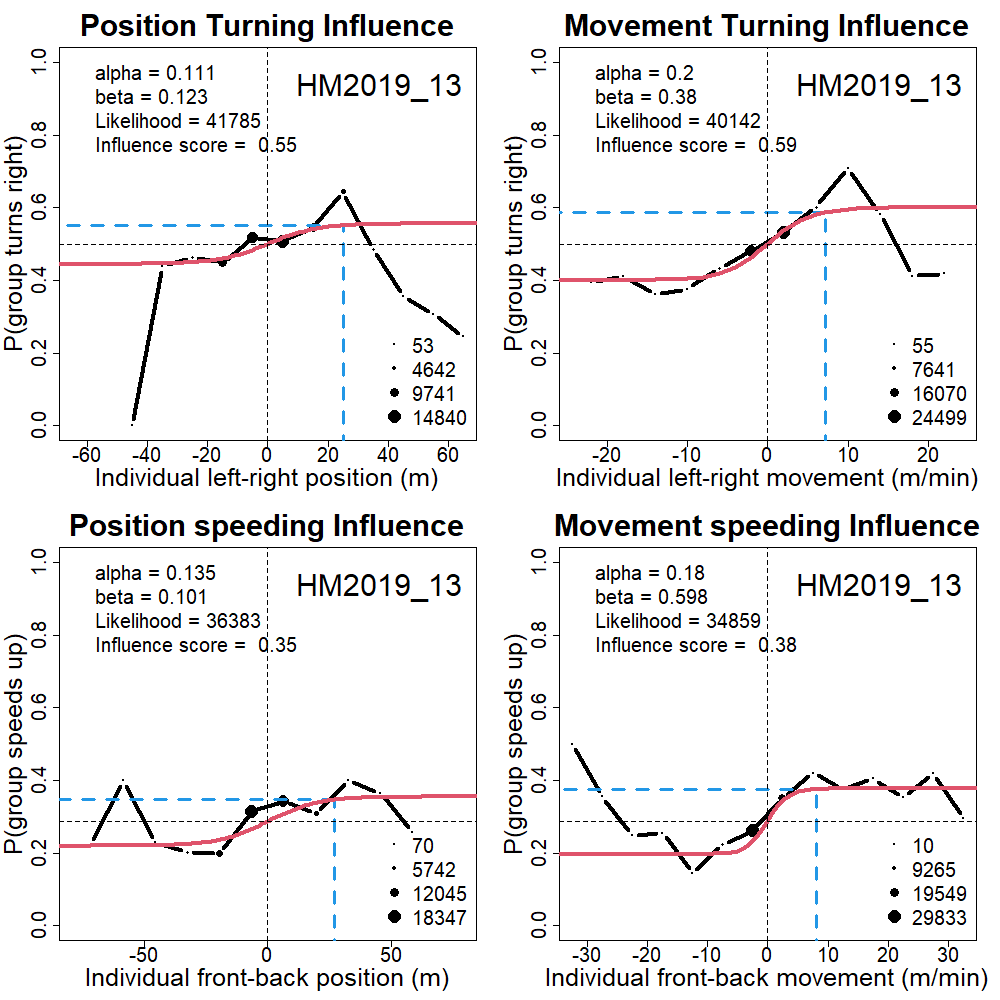 Position Turning Influence
alpha = 0.111
beta = 0.123
Likelihood = 41785
Influence score = 0.55
HM2019_13
P(group turns right)
0.0 0.2 0.4 0.6 0.8 1.0
53
4642
9741
14840
-60 -40 -20 0 20 40 60
Individual left-right position (m)
Movement Turning Influence
alpha = 0.2
beta = 0.38
Likelihood = 40142
Influence score = 0.59
HM2019_13
P(group turns right)
0.0 0.2 0.4 0.6 0.8 1.0
55
7641
16070
24499
-20 -10 0 10 20
Individual left-right movement (m/min)
Position speeding Influence
alpha = 0.135
beta = 0.101
Likelihood = 36383
Influence score = 0.35
HM2019_13
P(group speeds up)
0.0 0.2 0.4 0.6 0.8 1.0
70
5742
12045
18347
-50 0 50
Individual front-back position (m)
Movement speeding Influence
alpha = 0.18
beta = 0.598
Likelihood = 34859
Influence score = 0.38
HM2019_13
P(group speeds up)
0.0 0.2 0.4 0.6 0.8 1.0
10
9265
19549
29833
-30 -20 -10 0 10 20 30
Individual front-back movement (m/min)